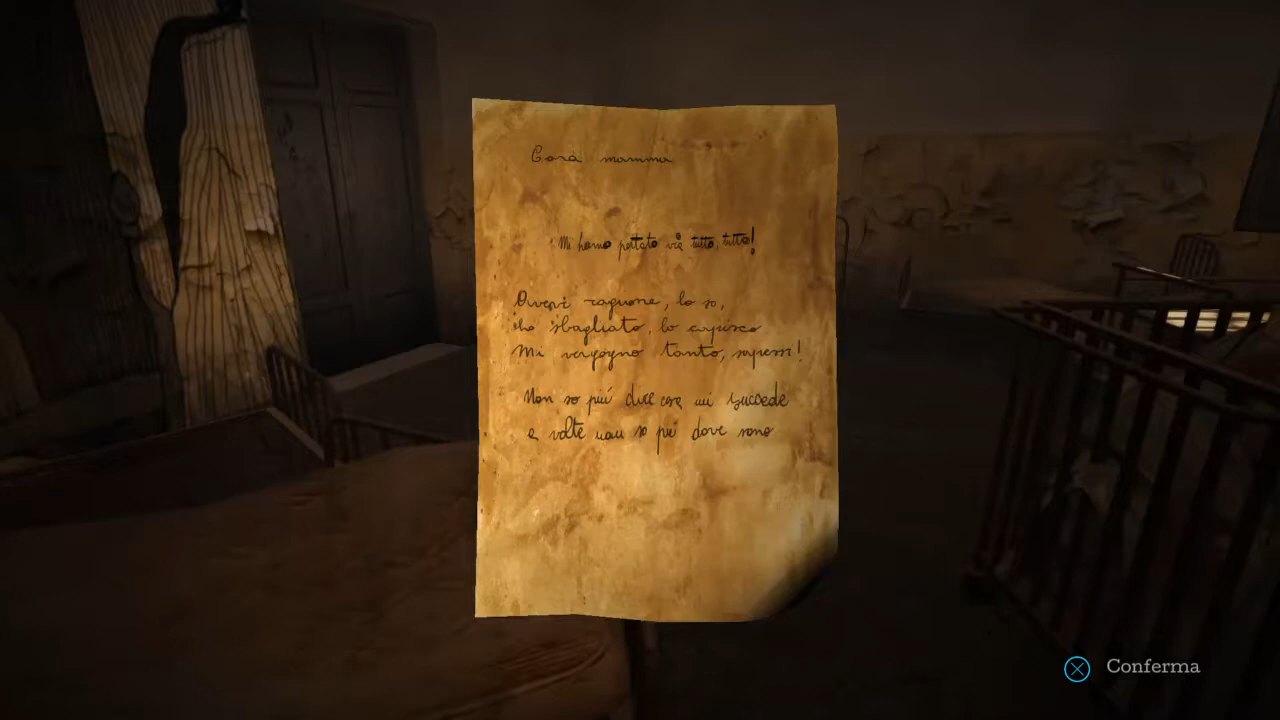 Cara mamma
Mi hanno portato via tutto, tutto!
Avevi ragione, lo so,
ho sbagliato, lo capisco
Mi vergogno tanto, sapessi!
Non so più dire cosa mi succede
a volte non so più dove sono
Conferma